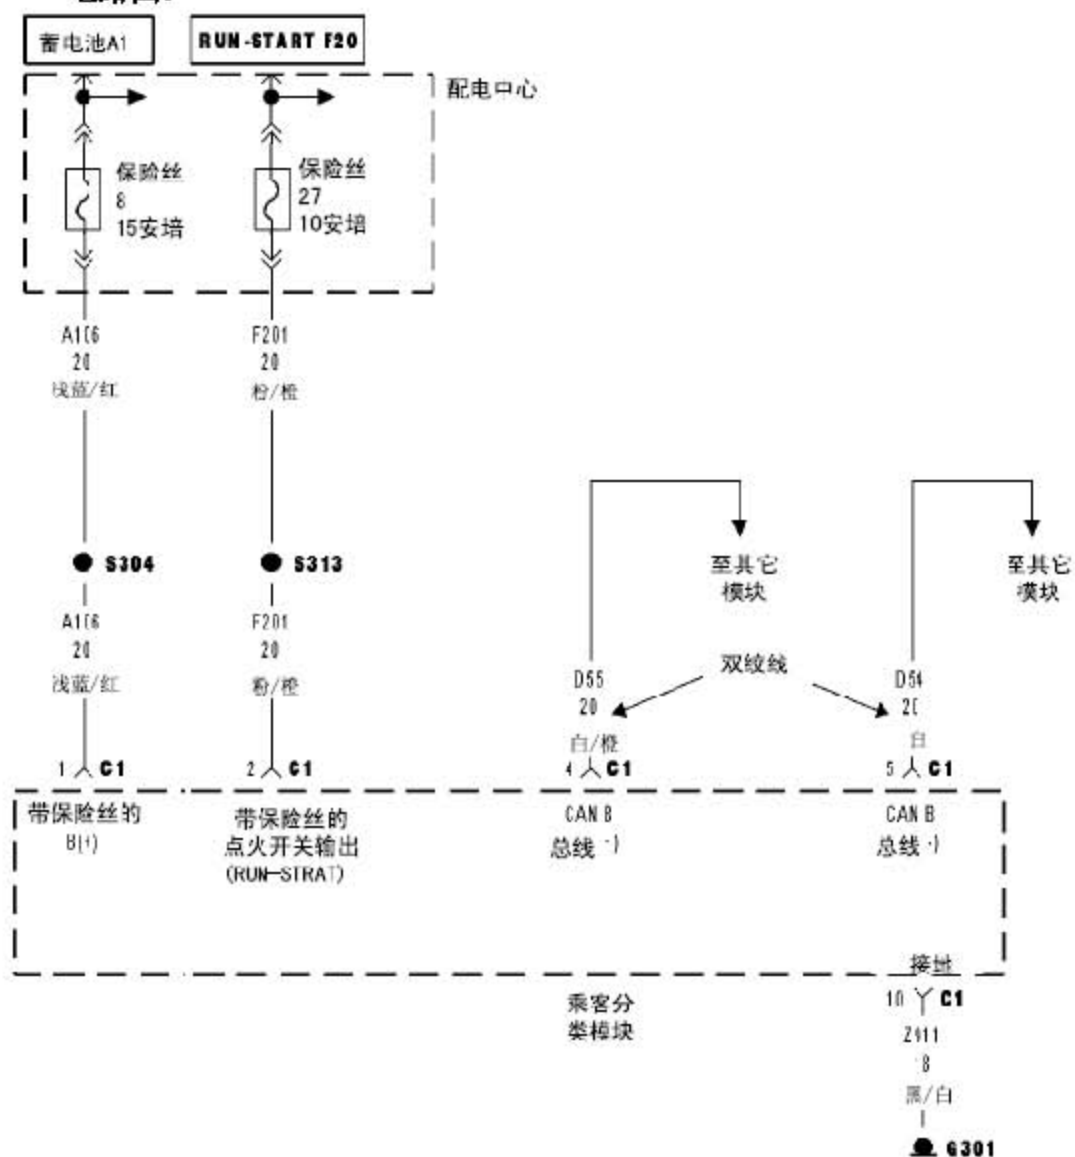 蓄电池A1
RUN-START F20
配电中心
保险丝
8
15安培
保险丝
27
10安培
20
浅蓝/红
F201
20
粉/橙
S304
S313
20
浅蓝/红
F201
20
粉/橙
至其它
模块
至其它
模块
双绞线
D55
20
白/橙
D54
白
1 C1
2 C1
4 C1
5 C1
带保险丝的
带保险丝的
点火开关输出
(RUN-STRAT)
CAN B
总线
CAN B
总线
接地
乘客分
类模块
10 C1
黑/白
G301